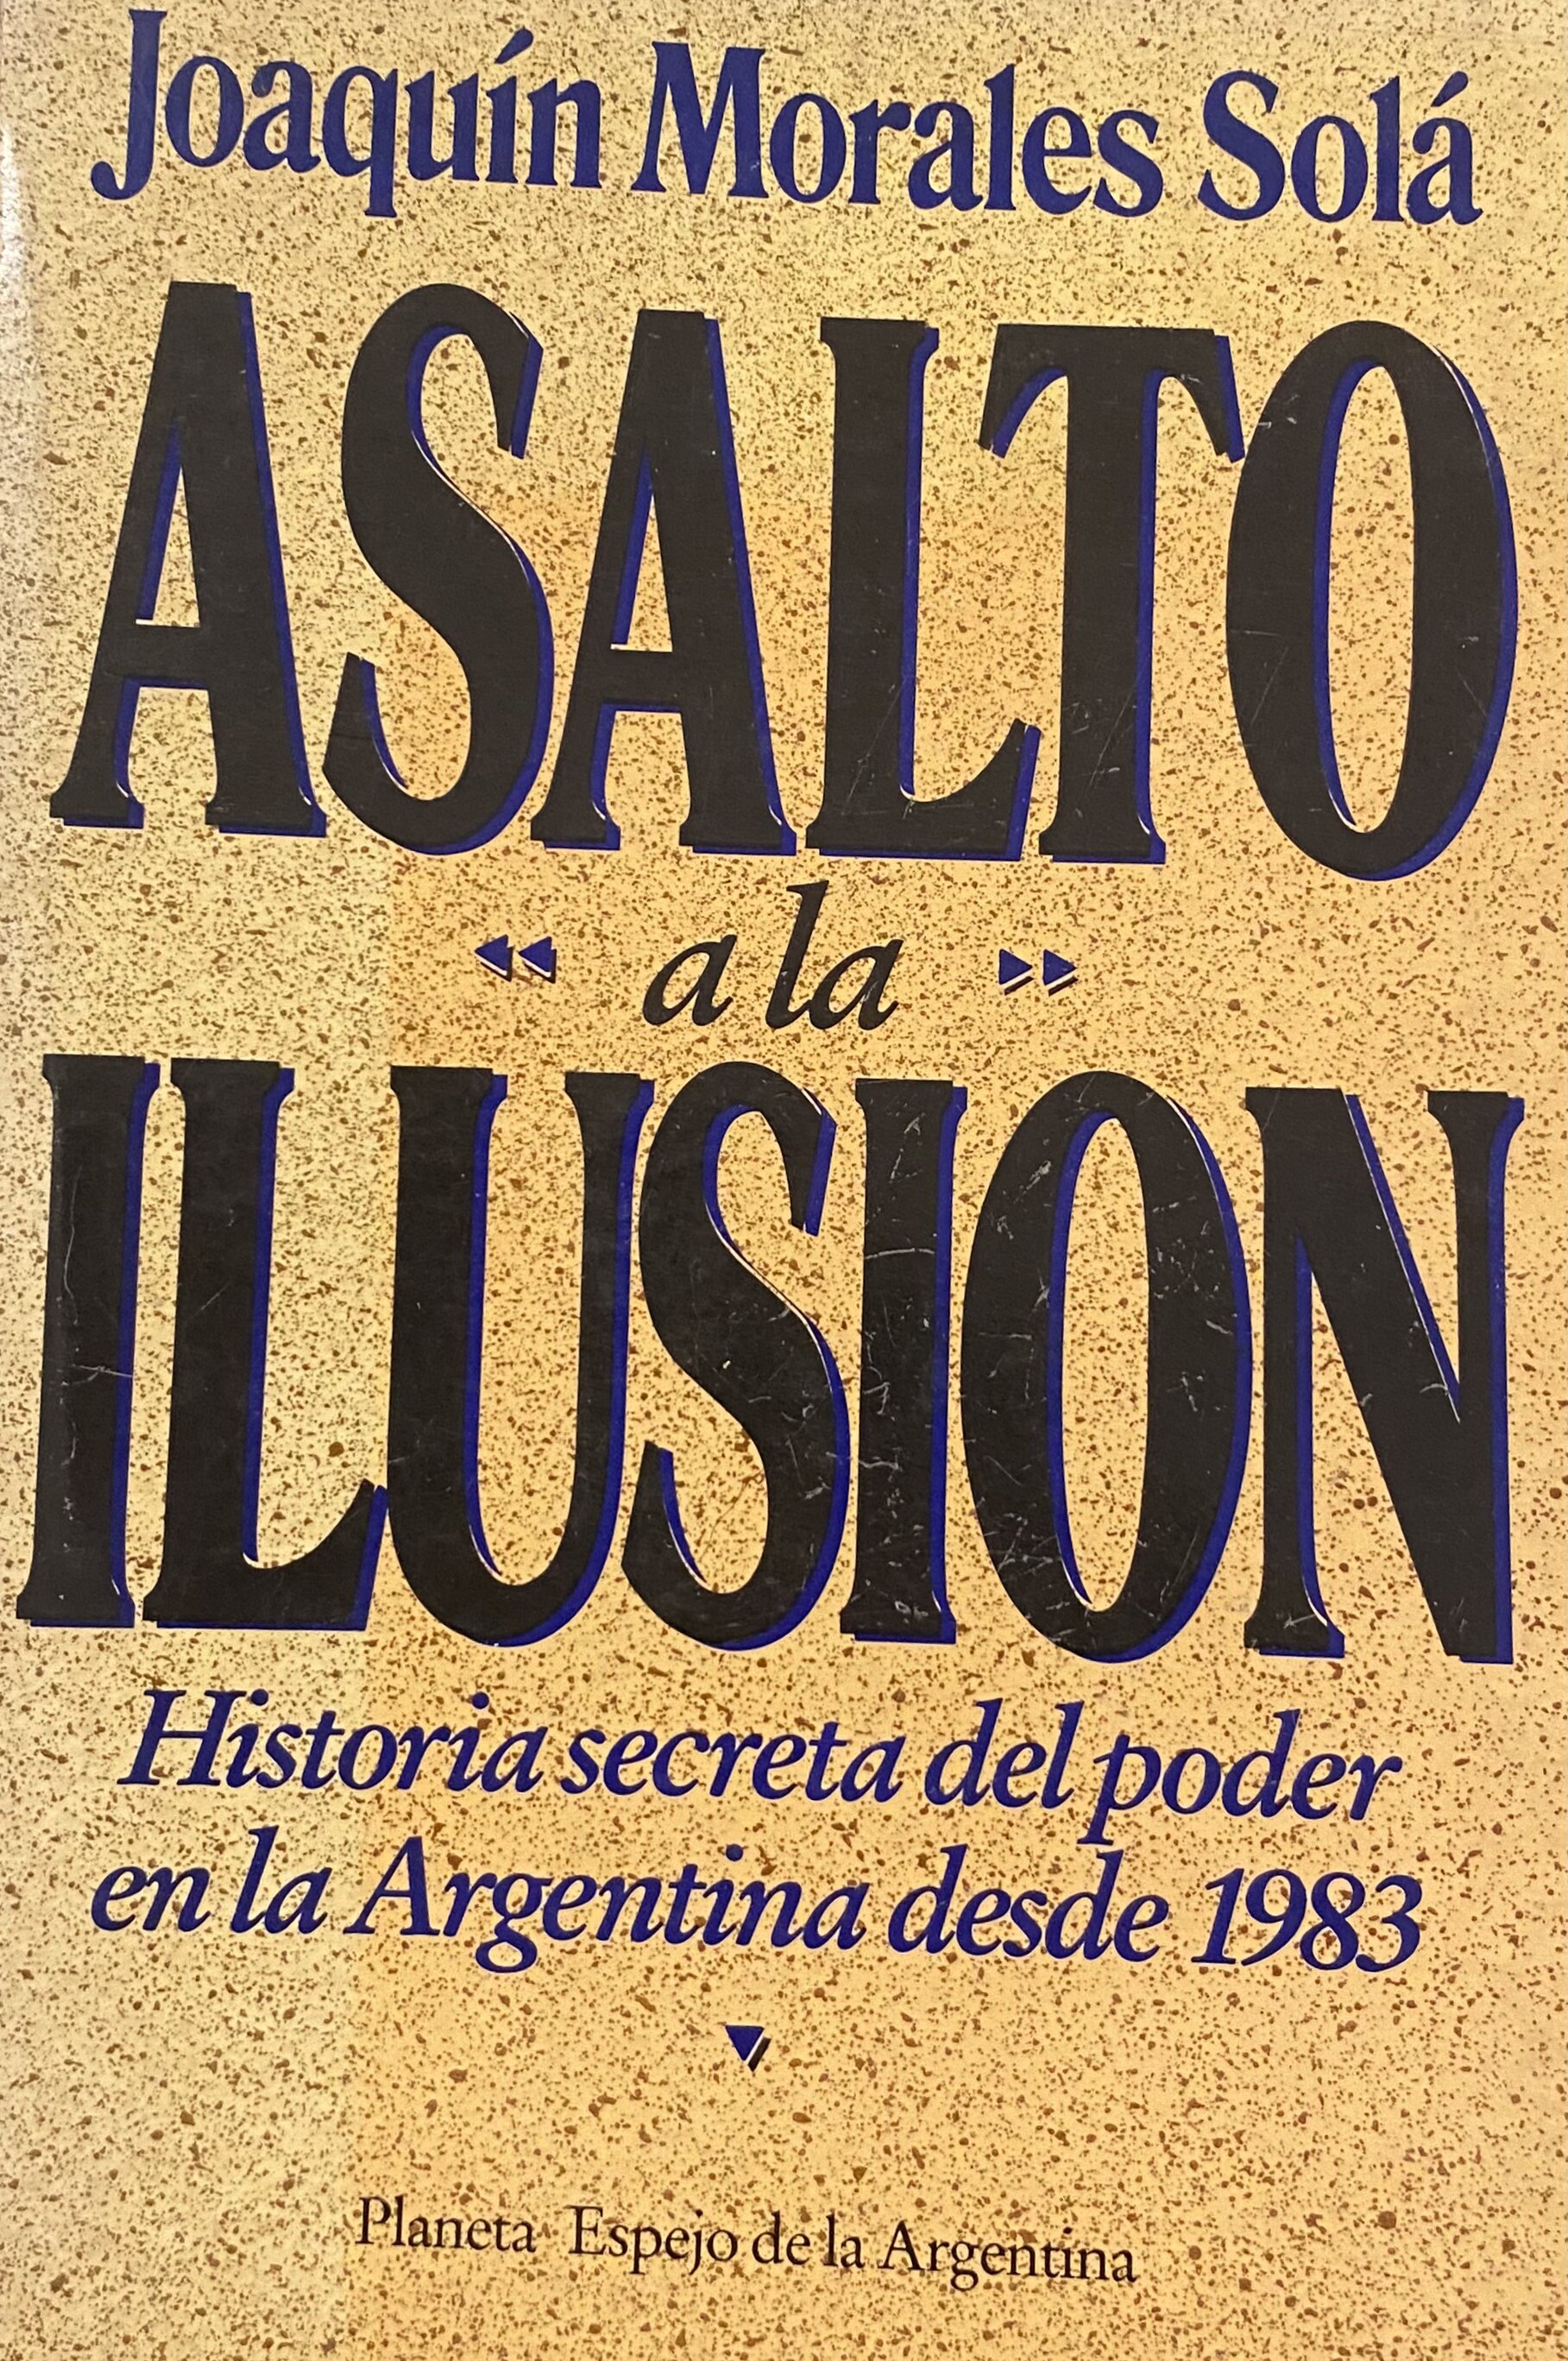 Joaquín Morales Solá
ASALTO
a la
ILUSION
Historia secreta del poder
en la Argentina desde 1983
Planeta Espejo de la Argentina